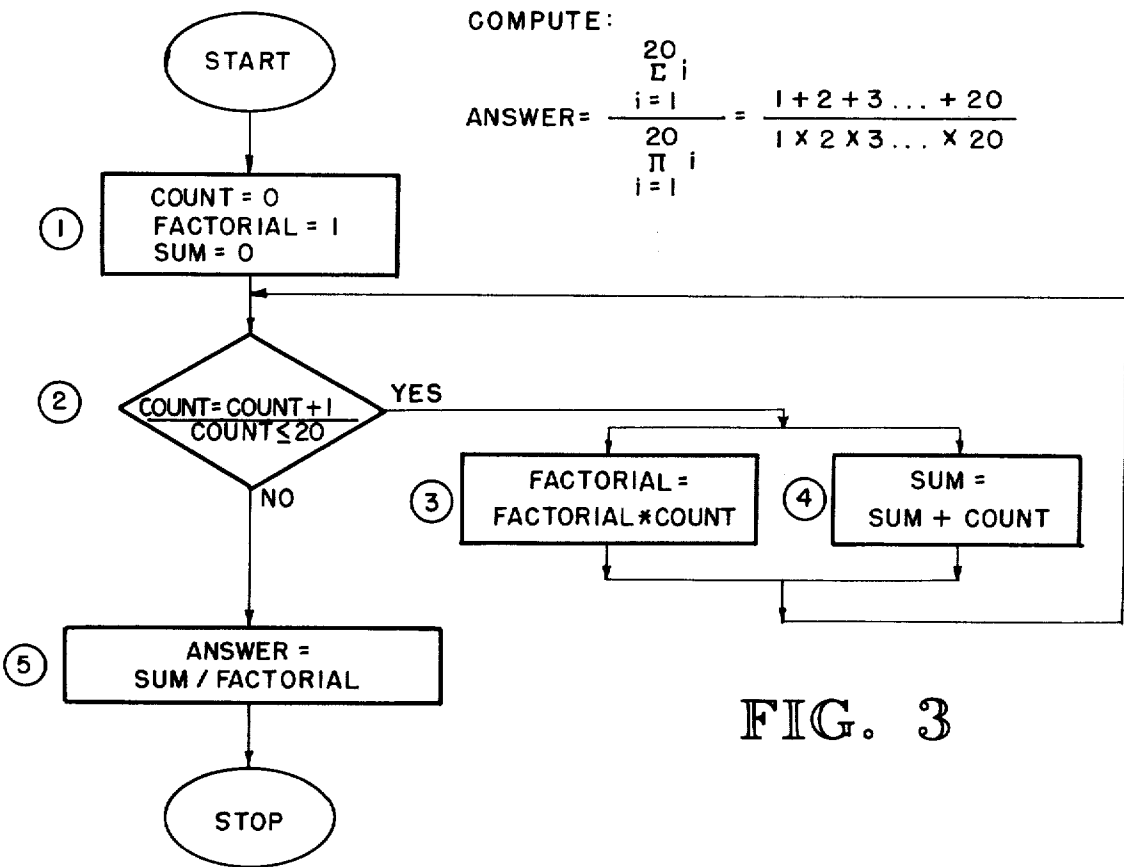 COMPUTE:
START
20
Σ i
i = 1
ANSWER= = 1 + 2 + 3 ... + 20
1 X 2 X 3 ... X 20
20
Π i
i = 1
1
COUNT = 0
FACTORIAL = 1
SUM = 0
2
COUNT=COUNT+1
COUNT≤20
YES
NO
3
FACTORIAL =
FACTORIAL*COUNT
4
SUM =
SUM + COUNT
5
ANSWER =
SUM / FACTORIAL
FIG. 3
STOP